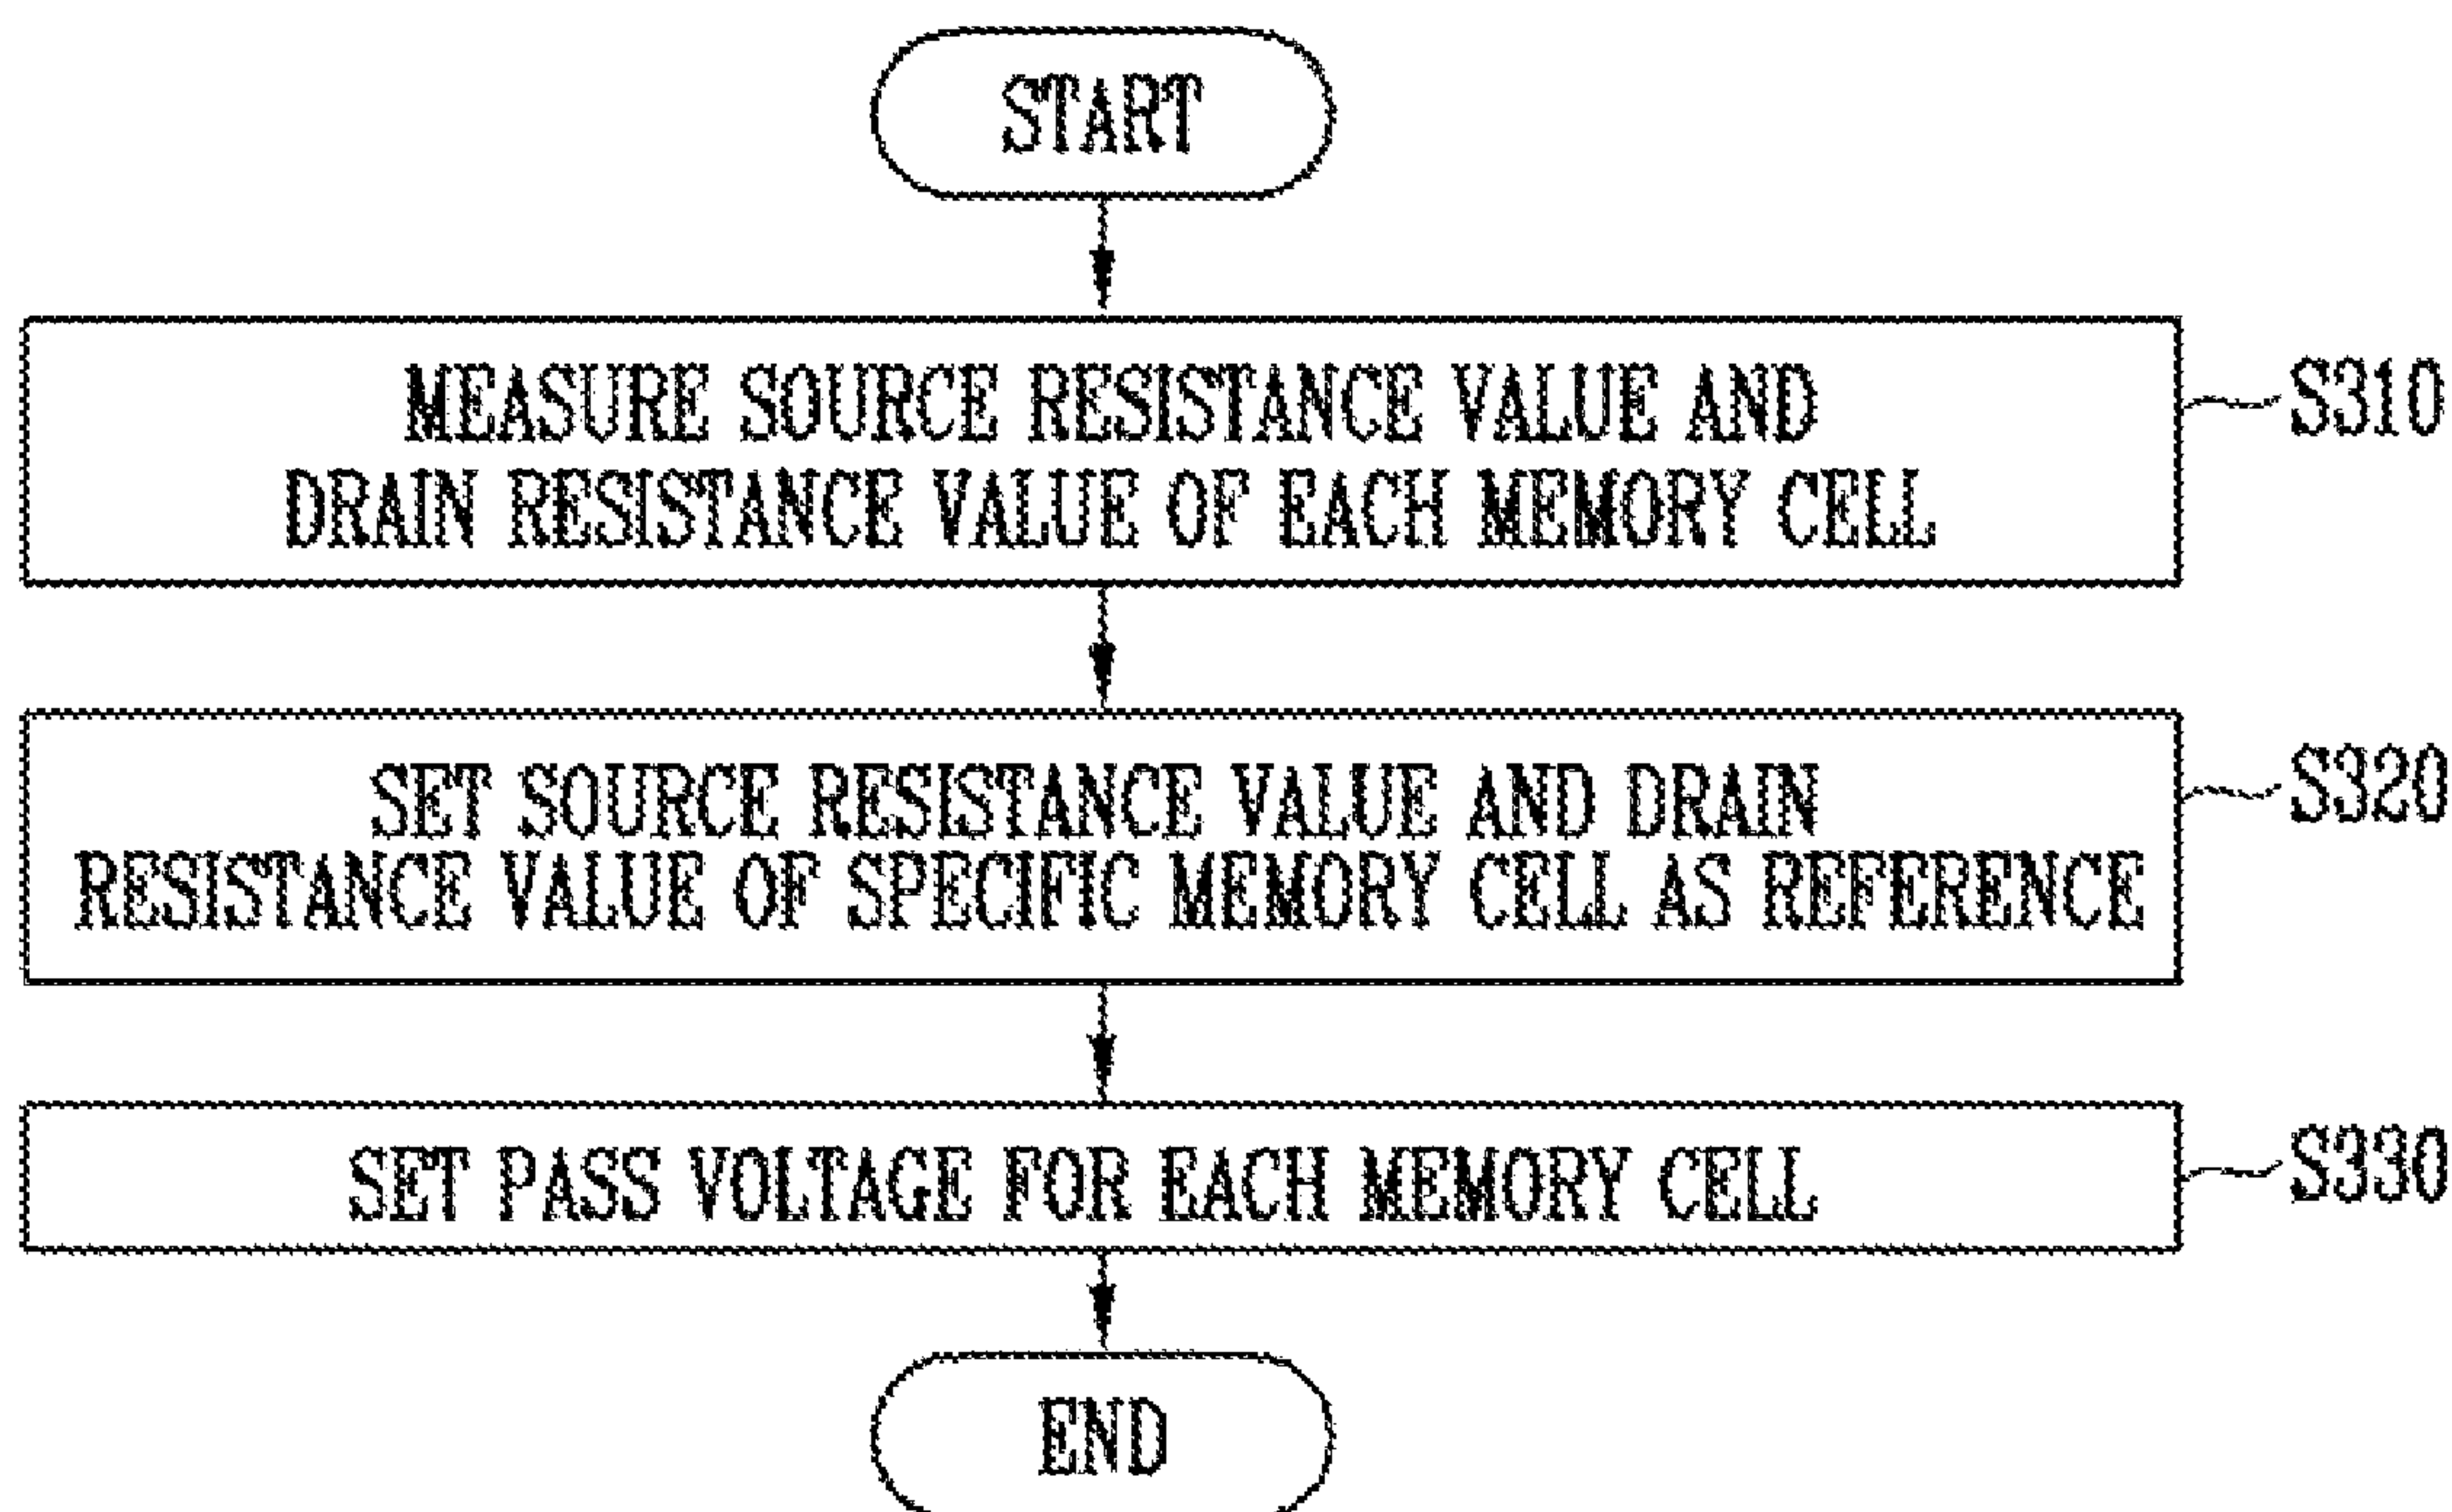 START
MEASURE SOURCE RESISTANCE VALUE AND
DRAIN RESISTANCE VALUE OF EACH MEMORY CELL
S310
SET SOURCE RESISTANCE VALUE AND DRAIN
RESISTANCE VALUE OF SPECIFIC MEMORY CELL AS REFERENCE
S320
SET PASS VOLTAGE FOR EACH MEMORY CELL
S330
END